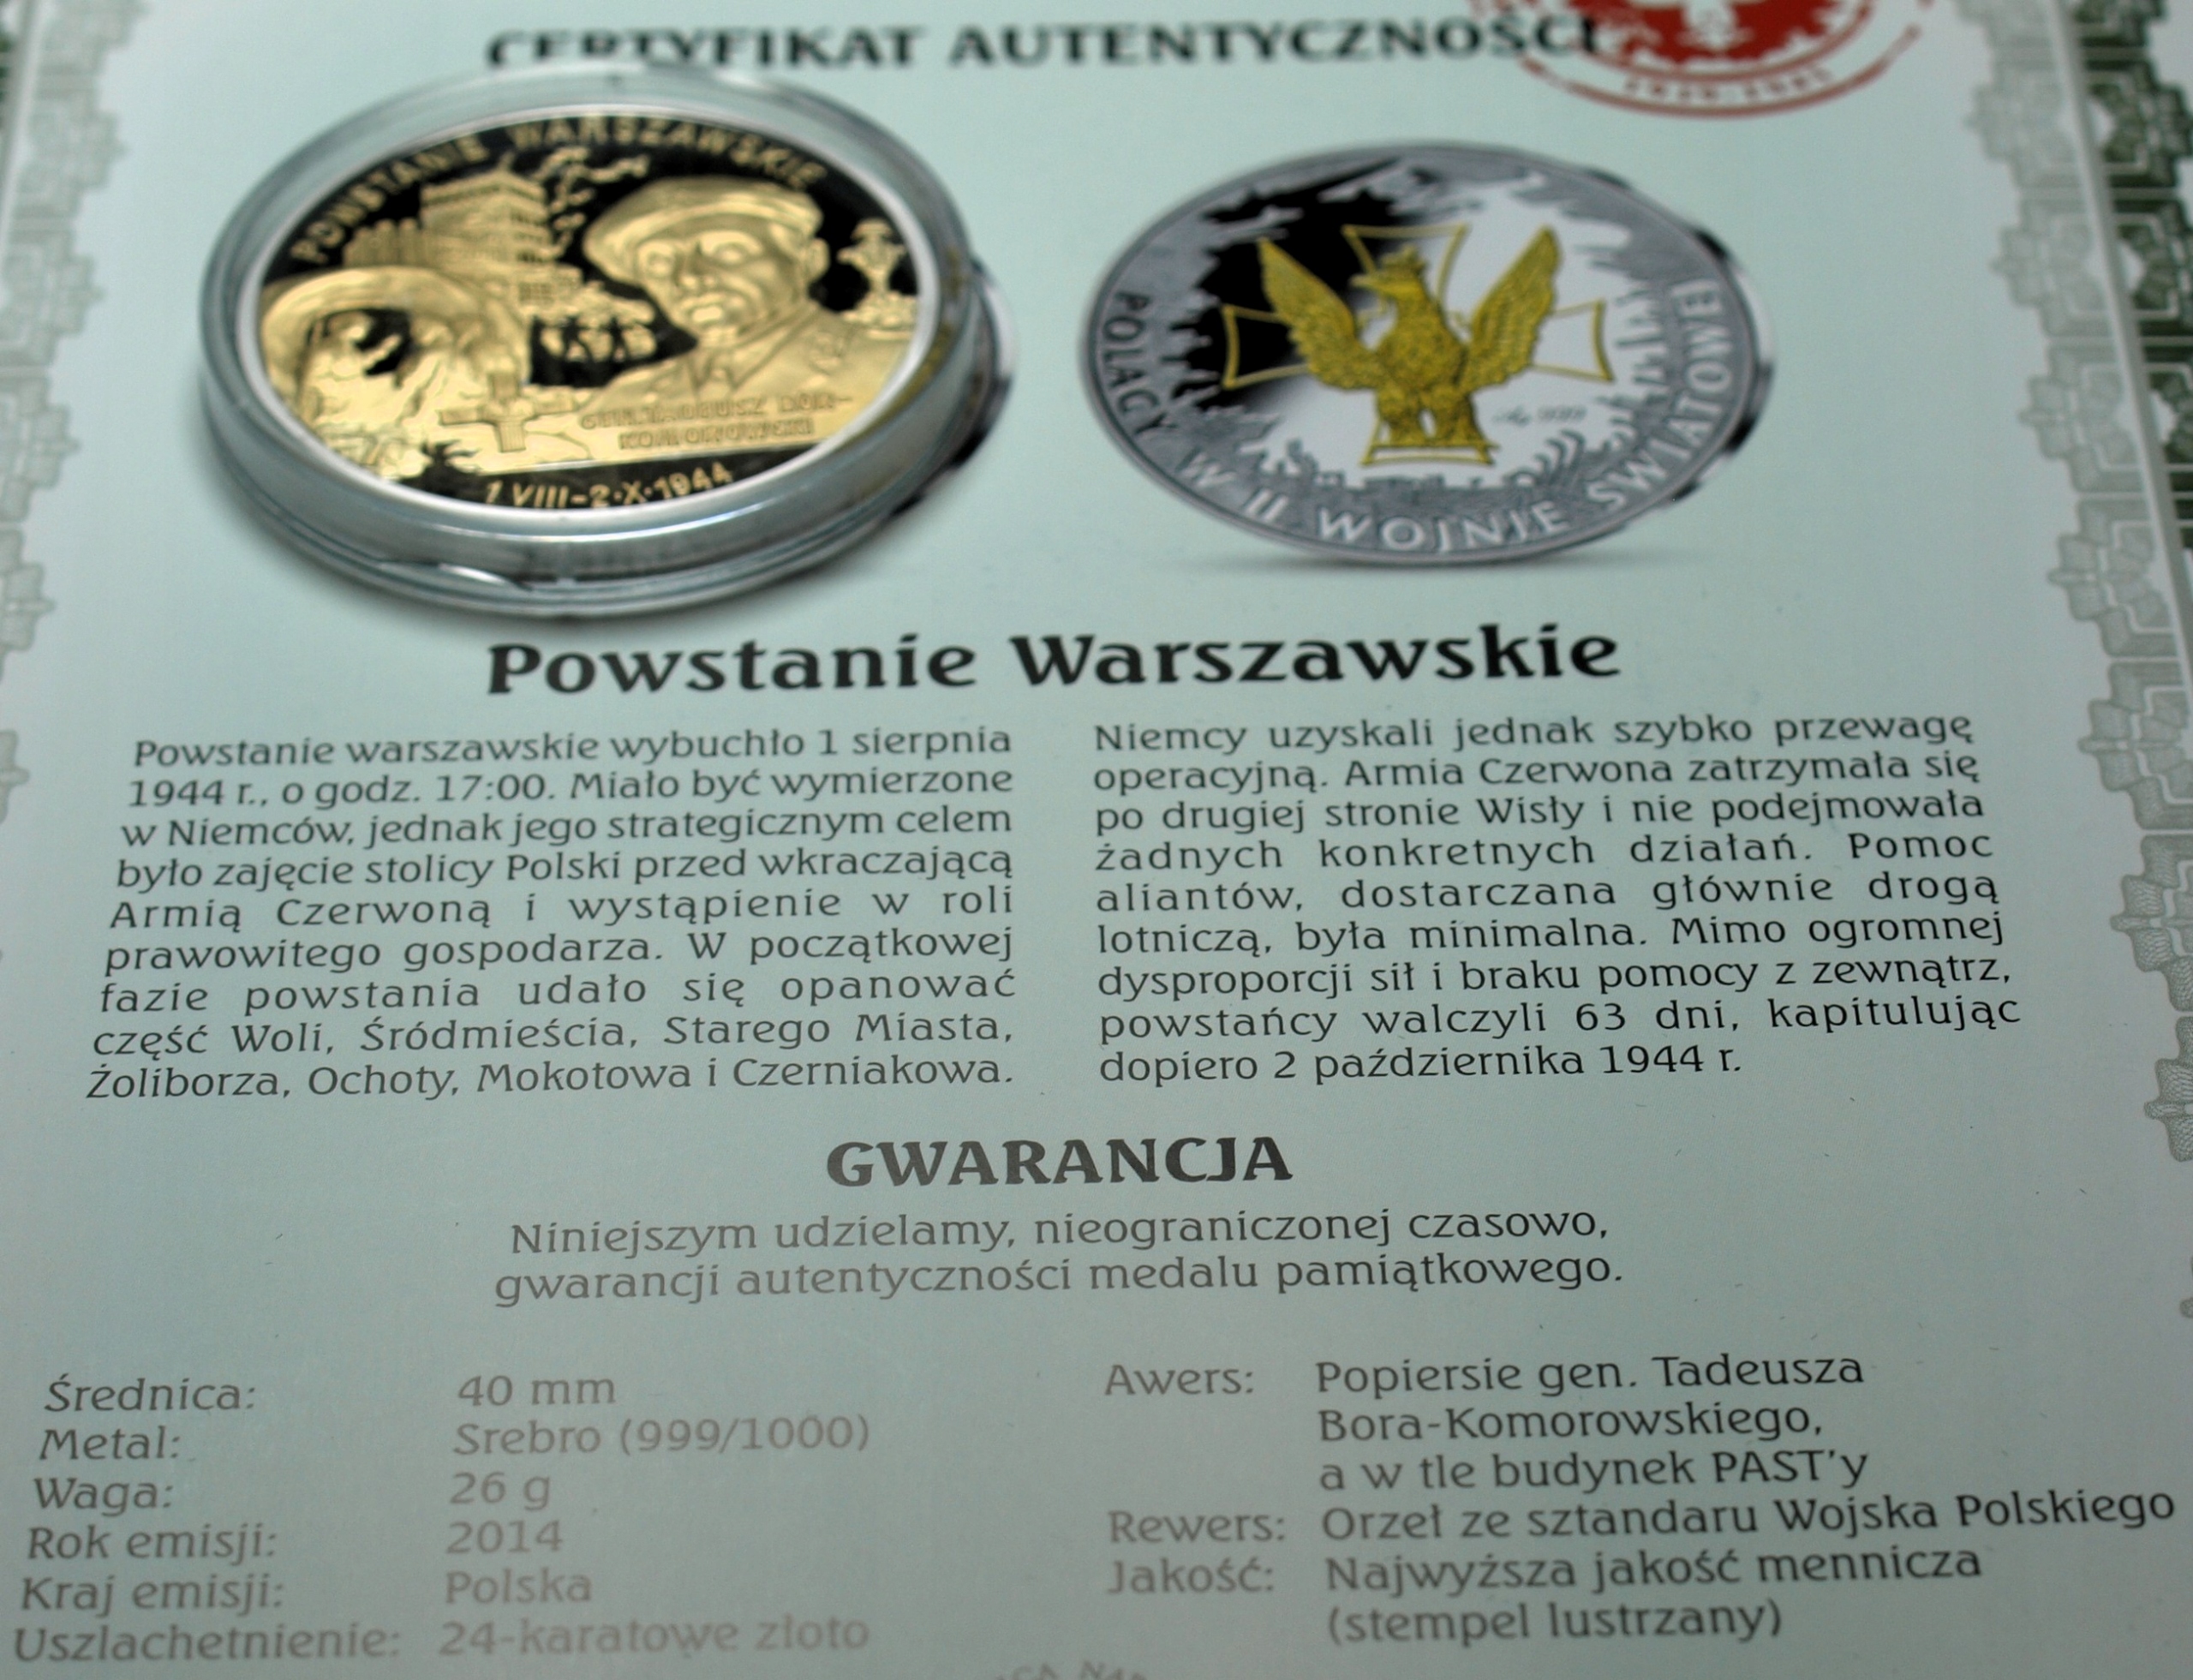 CERTYFIKAT AUTENTYCZNOŚCI
POWSTANIE WARSZAWSKIE
GEN. TADEUSZ BÓR-
KOMOROWSKI
1 VIII-2·X·1944
POLACY W II WOJNIE ŚWIATOWEJ
Ag 999
Powstanie Warszawskie
Powstanie warszawskie wybuchło 1 sierpnia
1944 r., o godz. 17:00. Miało być wymierzone
w Niemców, jednak jego strategicznym celem
było zajęcie stolicy Polski przed wkraczającą
Armią Czerwoną i wystąpienie w roli
prawowitego gospodarza. W początkowej
fazie powstania udało się opanować
część Woli, Śródmieścia, Starego Miasta,
Żoliborza, Ochoty, Mokotowa i Czerniakowa.
Niemcy uzyskali jednak szybko przewagę
operacyjną. Armia Czerwona zatrzymała się
po drugiej stronie Wisły i nie podejmowała
żadnych konkretnych działań. Pomoc
aliantów, dostarczana głównie drogą
lotniczą, była minimalna. Mimo ogromnej
dysproporcji sił i braku pomocy z zewnątrz,
powstańcy walczyli 63 dni, kapitulując
dopiero 2 października 1944 r.
GWARANCJA
Niniejszym udzielamy, nieograniczonej czasowo,
gwarancji autentyczności medalu pamiątkowego.
Średnica: 40 mm
Metal: Srebro (999/1000)
Waga: 26 g
Rok emisji: 2014
Kraj emisji: Polska
Uszlachetnienie: 24-karatowe złoto
Awers: Popiersie gen. Tadeusza
Bora-Komorowskiego,
a w tle budynek PAST'y
Rewers: Orzeł ze sztandaru Wojska Polskiego
Jakość: Najwyższa jakość mennicza
(stempel lustrzany)